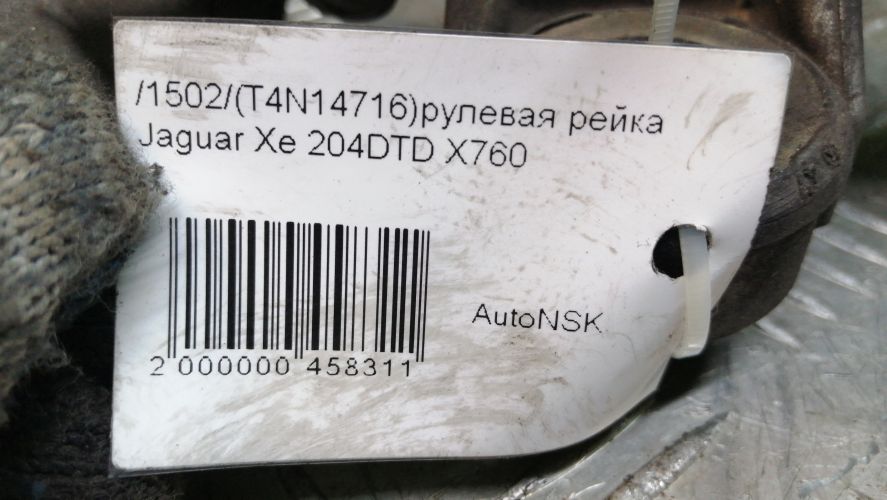 /1502/(T4N14716)рулевая рейка
Jaguar Xe 204DTD X760
AutoNSK
2 000000 458311